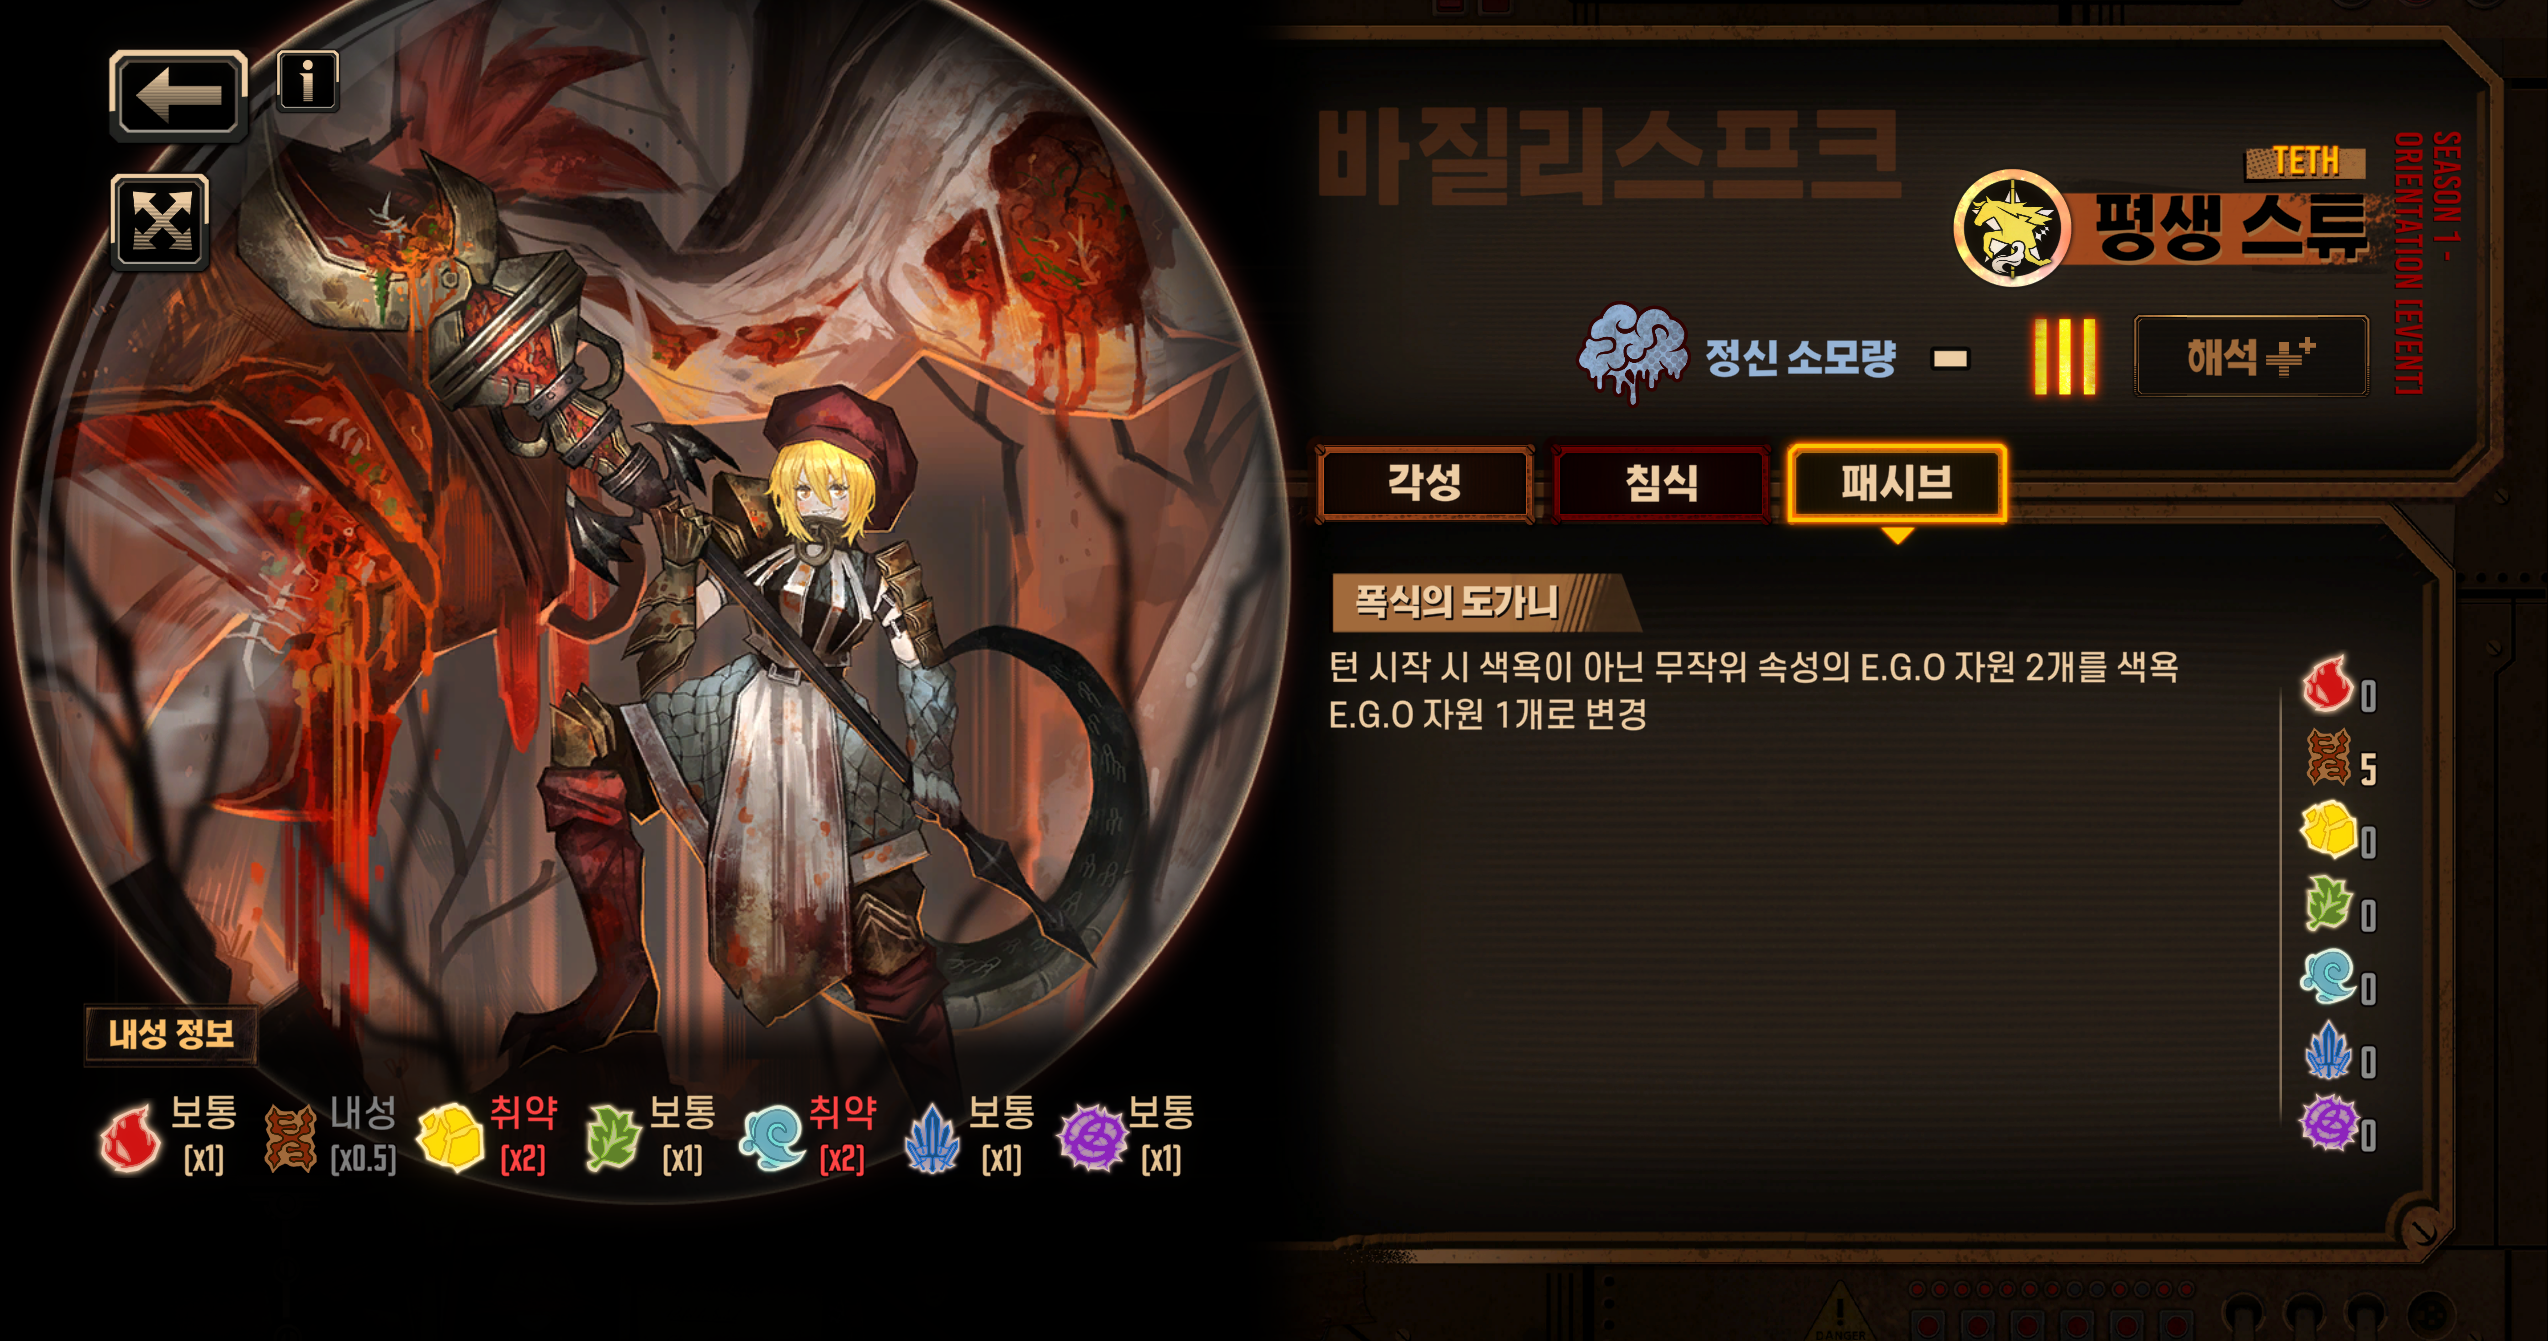 바질리스프크
TETH
평생 스튜
SEASON 1 -
ORIENTATION [EVENT]
정신 소모량 -
해석
각성
침식
패시브
폭식의 도가니
턴 시작 시 색욕이 아닌 무작위 속성의 E.G.O 자원 2개를 색욕
E.G.O 자원 1개로 변경
0
5
0
0
0
0
0
내성 정보
보통 내성 취약 보통 취약 보통 보통
[x1] [x0.5] [x2] [x1] [x2] [x1] [x1]
DANGER